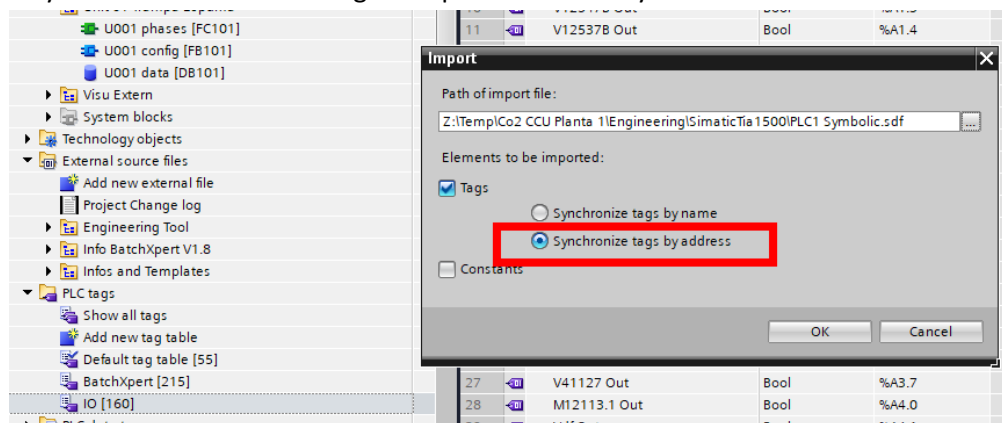 U001 phases [FC101]
U001 config [FB101]
U001 data [DB101]
Visu Extern
System blocks
Technology objects
External source files
Add new external file
Project Change log
Engineering Tool
Info BatchXpert V1.8
Infos and Templates
PLC tags
Show all tags
Add new tag table
Default tag table [55]
BatchXpert [215]
IO [160]
11 V12537B Out Bool %A1.4
Import
Path of import file:
Z:\Temp\Co2 CCU Planta 1\Engineering\SimaticTia1500\PLC1 Symbolic.sdf ...
Elements to be imported:
Tags
Synchronize tags by name
Synchronize tags by address
Constants
OK Cancel
27 V41127 Out Bool %A3.7
28 M12113.1 Out Bool %A4.0